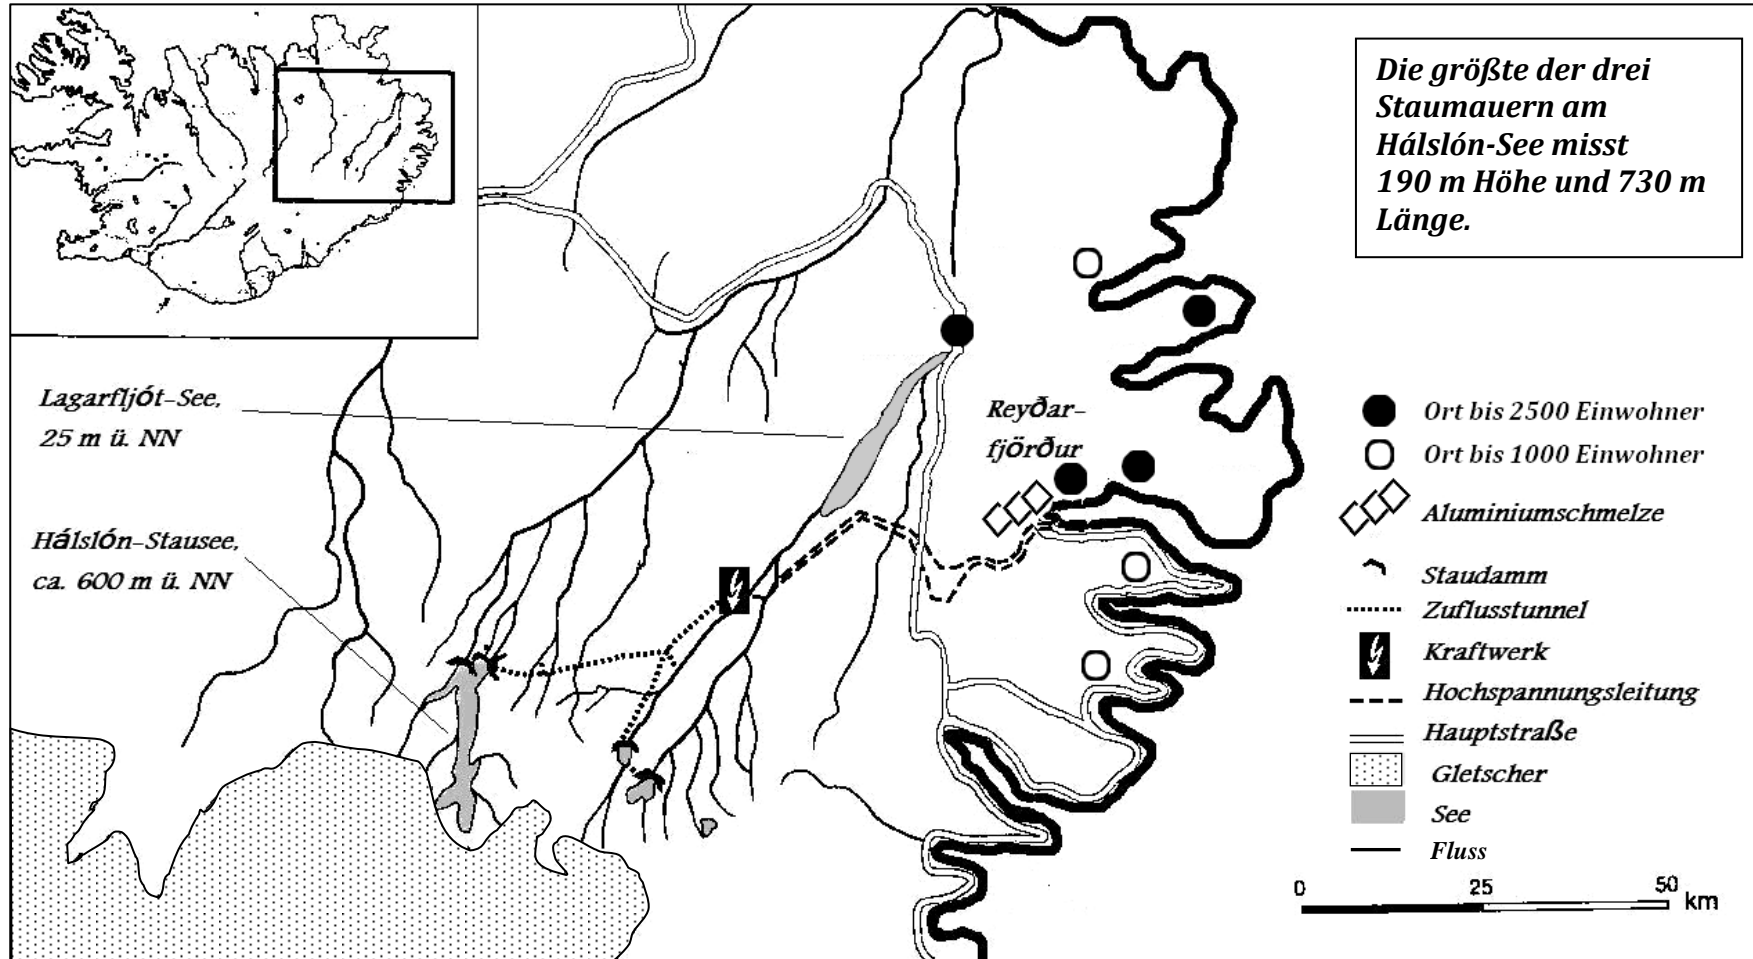 Die größte der drei
Staumauern am
Hálslón-See misst
190 m Höhe und 730 m
Länge.
Lagarfljót-See,
25 m ü. NN
Hálslón-Stausee,
ca. 600 m ü. NN
Reyðar-
fjörður
Ort bis 2500 Einwohner
Ort bis 1000 Einwohner
Aluminiumschmelze
Staudamm
Zuflusstunnel
Kraftwerk
Hochspannungsleitung
Hauptstraße
Gletscher
See
Fluss
0 25 50 km